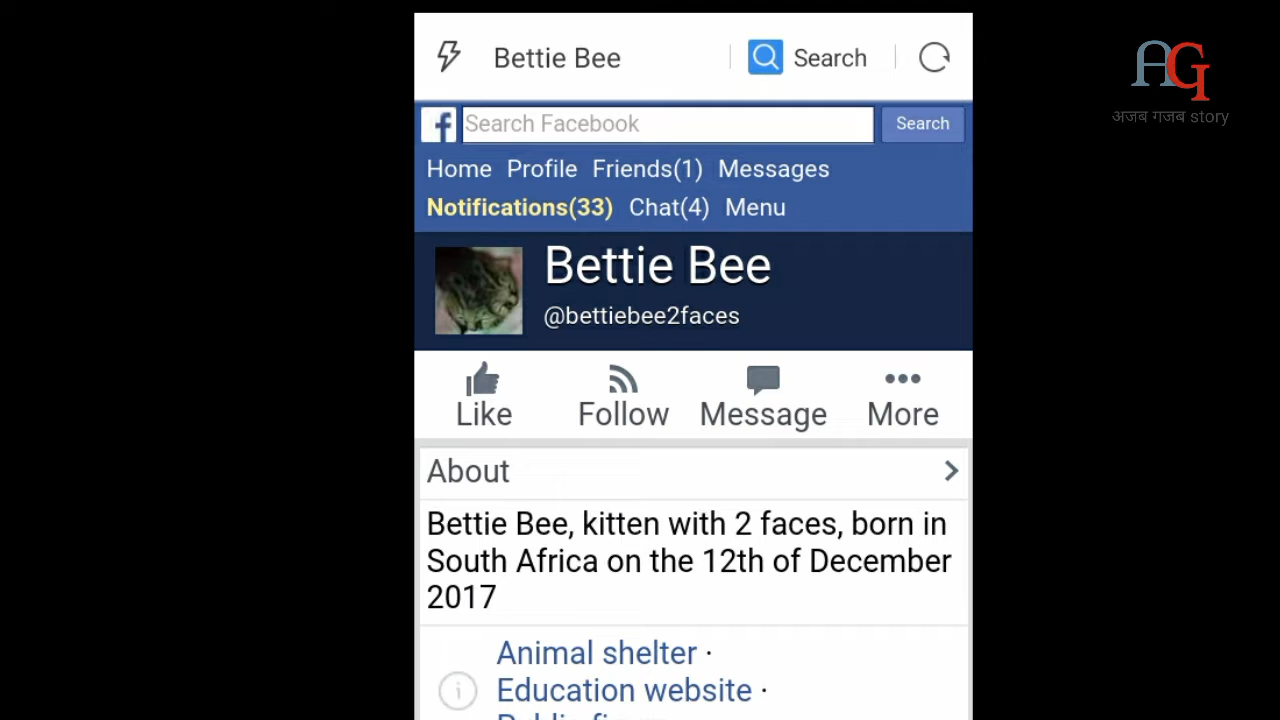 Bettie Bee
Search
AG
अजब गजब story
Search Facebook
Search
Home Profile Friends(1) Messages
Notifications(33) Chat(4) Menu
Bettie Bee
@bettiebee2faces
Like Follow Message More
About
Bettie Bee, kitten with 2 faces, born in
South Africa on the 12th of December
2017
Animal shelter ·
Education website ·